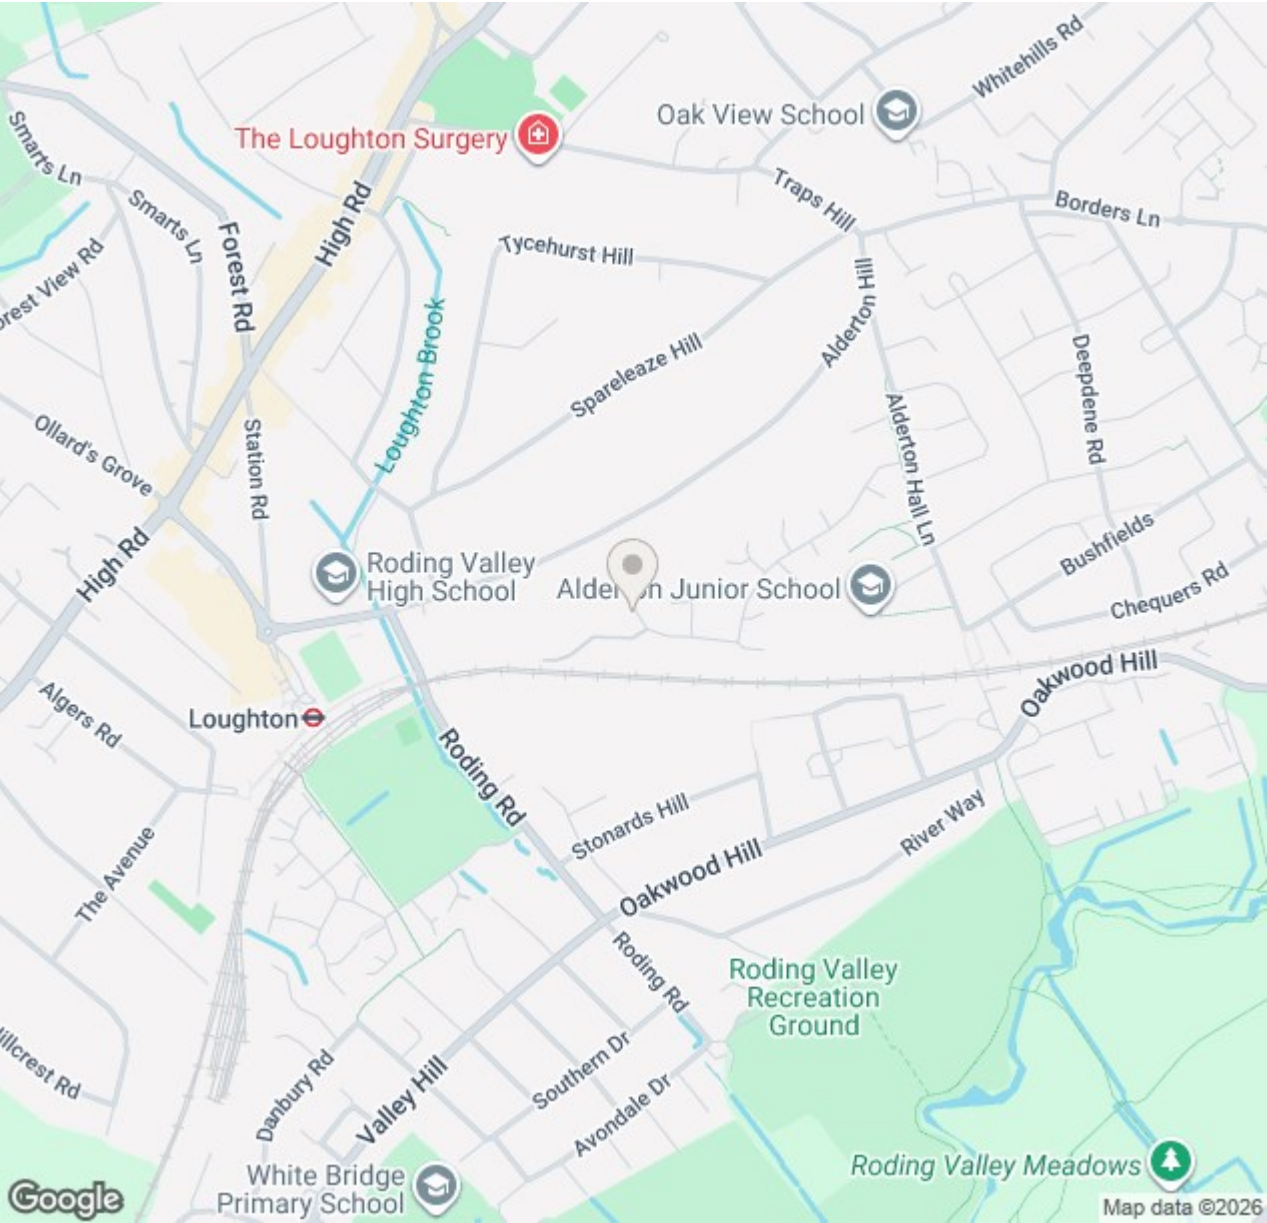 Whitehills Rd
Oak View School
The Loughton Surgery
Smarts Ln
Smarts Ln
High Rd
Traps Hill
Borders Ln
Forest Rd
Tycehurst Hill
orest View Rd
Alderton Hill
Loughton Brook
Spareleaze Hill
Deepdene Rd
Alderton Hall Ln
Ollard's Grove
Station Rd
High Rd
Bushfields
Roding Valley
High School
Alde
n Junior School
Chequers Rd
Oakwood Hill
Algers Rd
Loughton
Roding Rd
Stonards Hill
River Way
The Avenue
Oakwood Hill
Roding Rd
Roding Valley
Recreation
Ground
illcrest Rd
Danbury Rd
Valley Hill
Southern Dr
Avondale Dr
White Bridge
Primary School
Roding Valley Meadows
Google
Map data ©2026